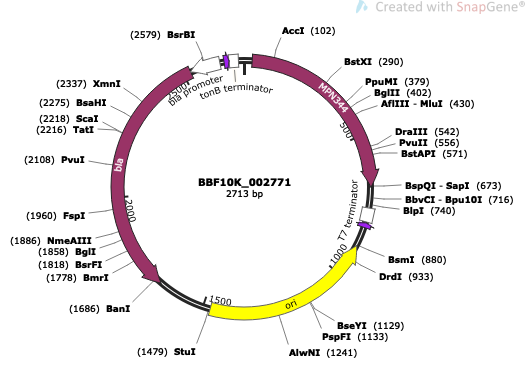 Created with SnapGene®
(2579) BsrBI
AccI (102)
bla promoter
tonB terminator
BstXI (290)
(2337) XmnI
2500
MPN344
PpuMI (379)
BglII (402)
AflIII - MluI (430)
(2275) BsaHI
(2218) ScaI
(2216) TatI
500
DraIII (542)
PvuII (556)
BstAPI (571)
(2108) PvuI
bla
BBF10K_002771
2713 bp
BspQI - SapI (673)
BbvCI - Bpu10I (716)
BlpI (740)
T7 terminator
(1960) FspI
2000
(1886) NmeAIII
(1858) BglI
(1818) BsrFI
(1778) BmrI
1000
BsmI (880)
DrdI (933)
(1686) BanI
1500
ori
BseYI (1129)
PspFI (1133)
(1479) StuI
AlwNI (1241)